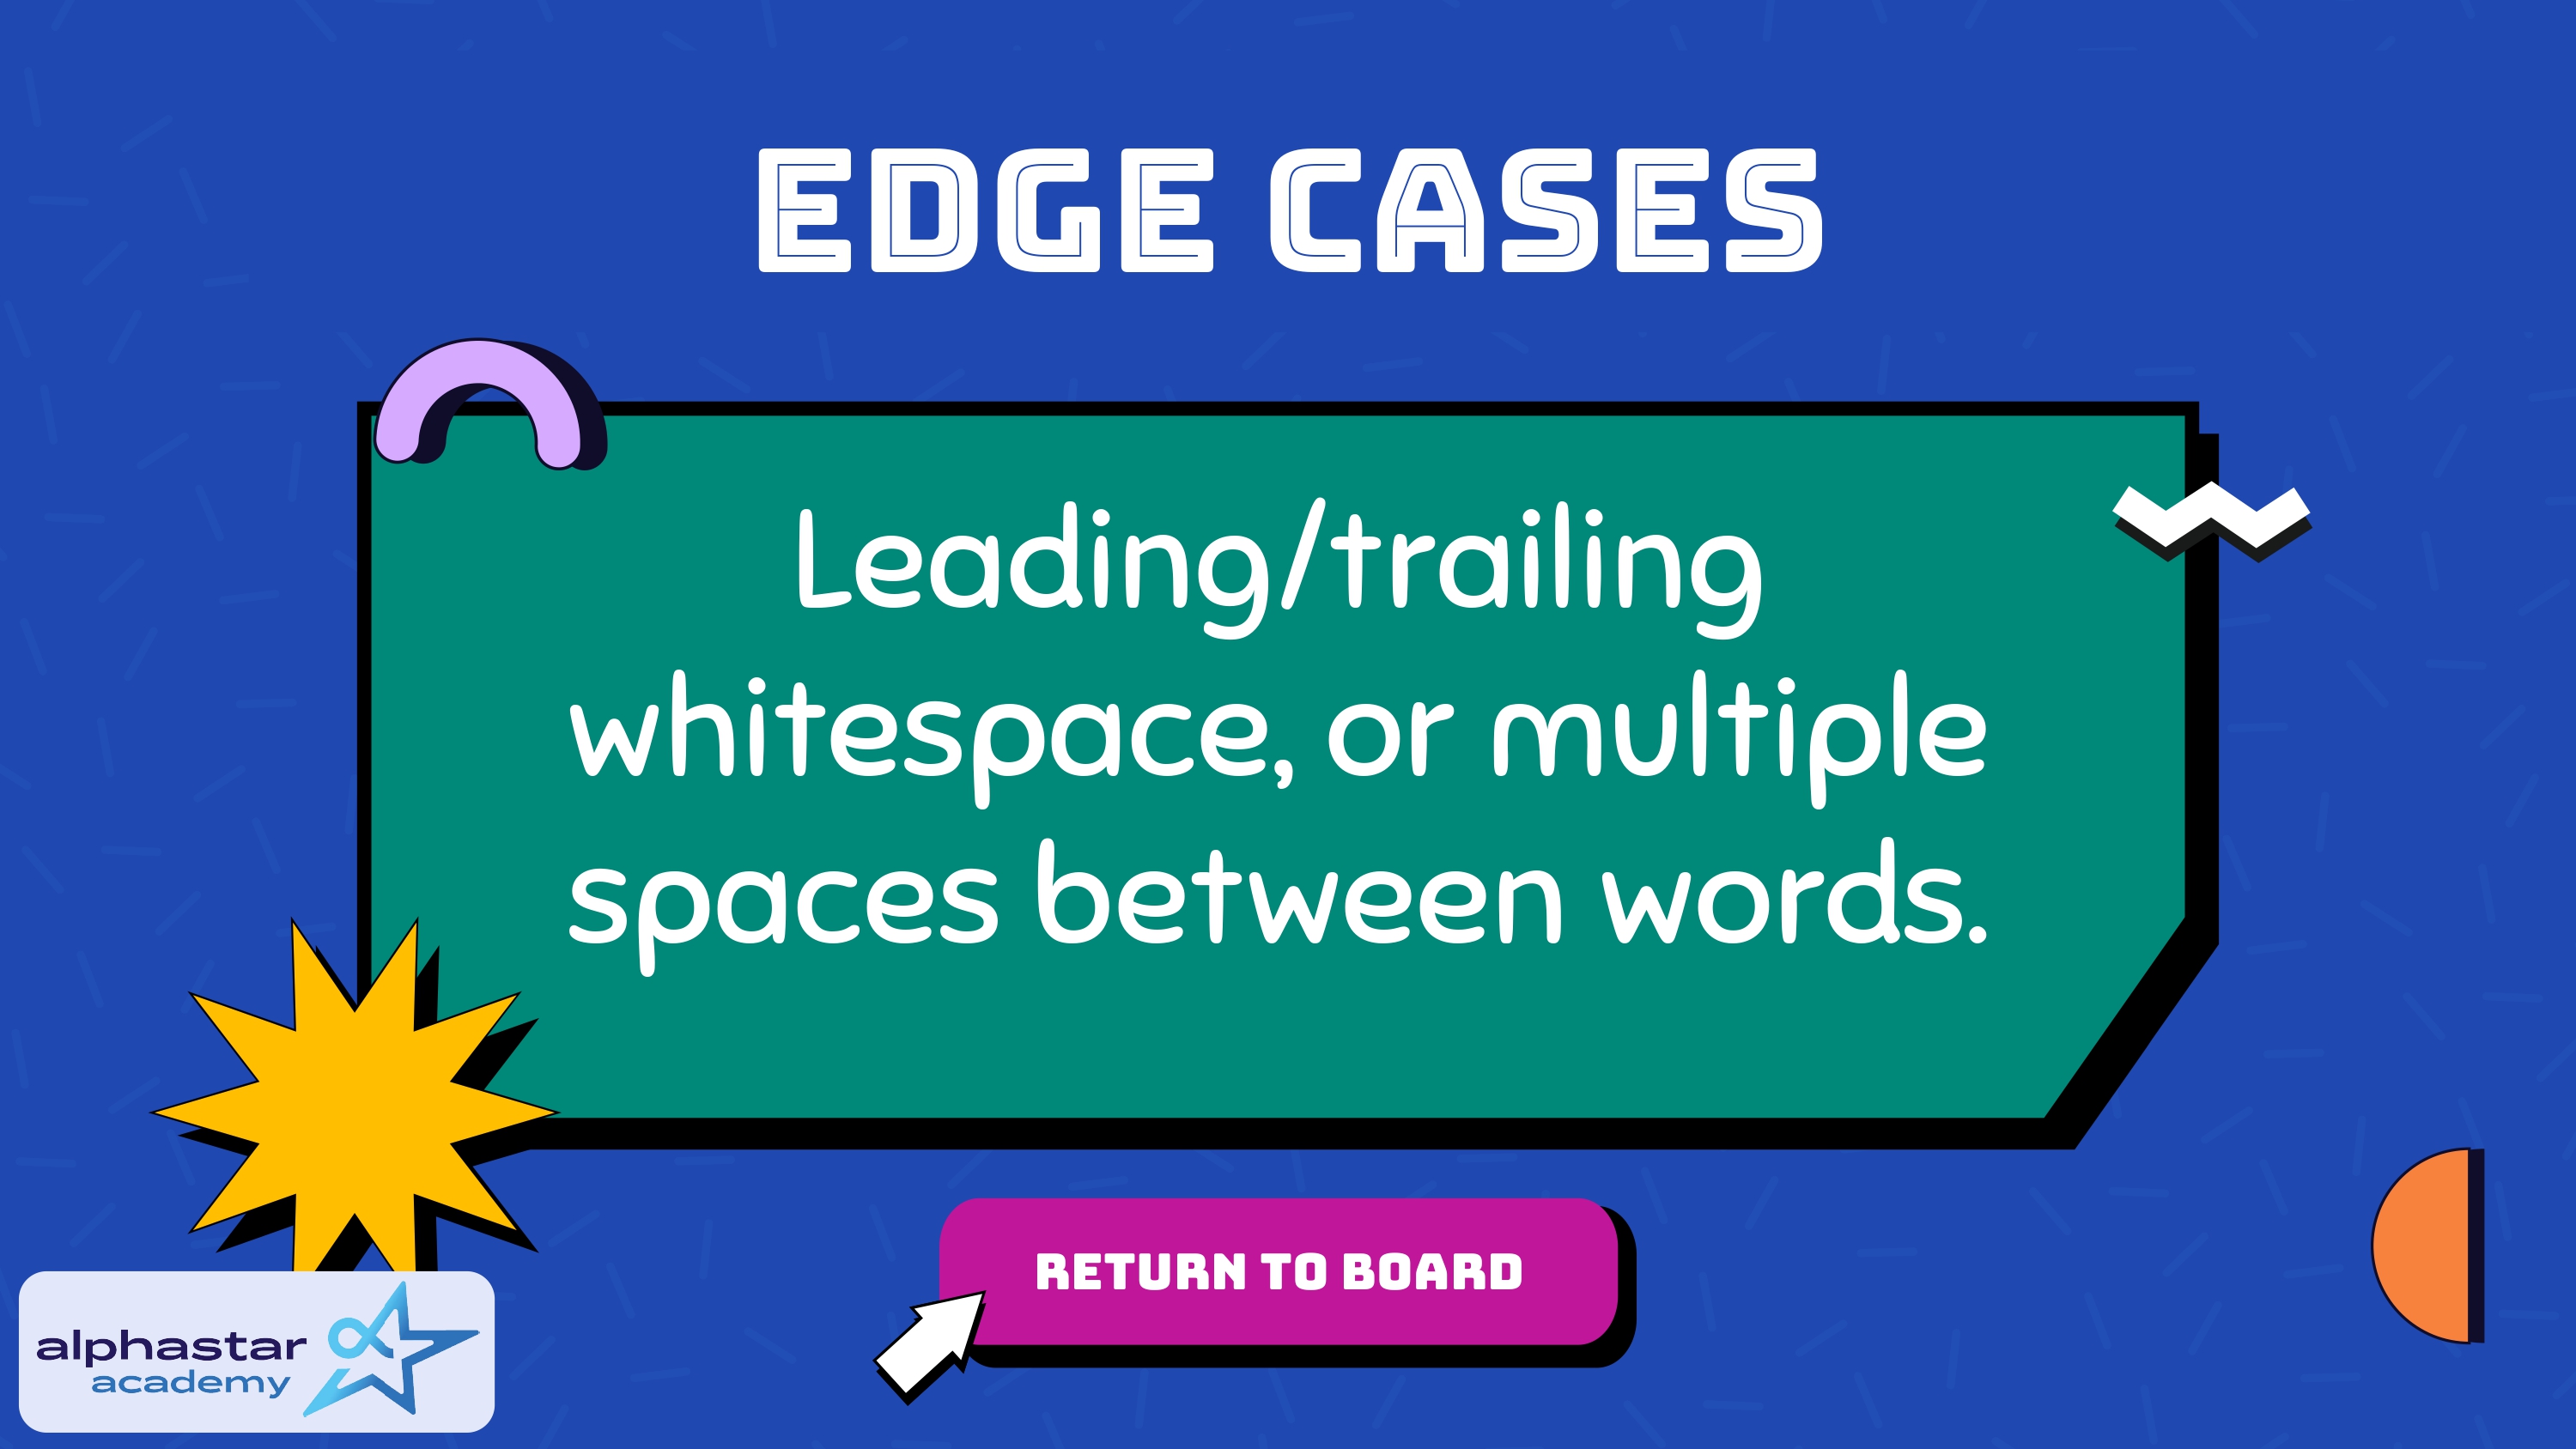 EDGE CASES
Leading/trailing
whitespace, or multiple
spaces between words.
RETURN TO BOARD
alphastar
academy